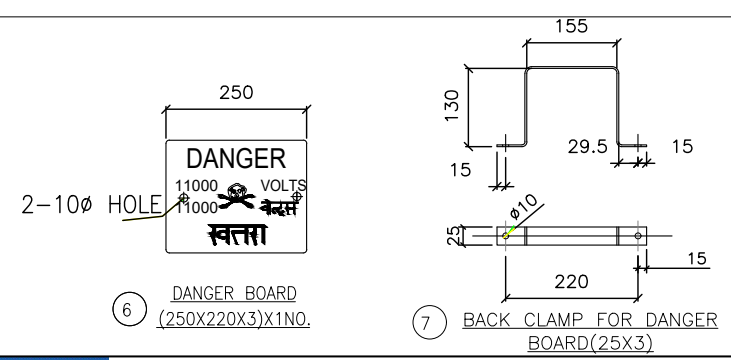 250
DANGER
11000 VOLTS
11000
खतरा
2-10ø HOLE
6
DANGER BOARD
(250X220X3)X1NO.
155
130
29.5
15
15
ø10
25
15
220
7
BACK CLAMP FOR DANGER
BOARD(25X3)